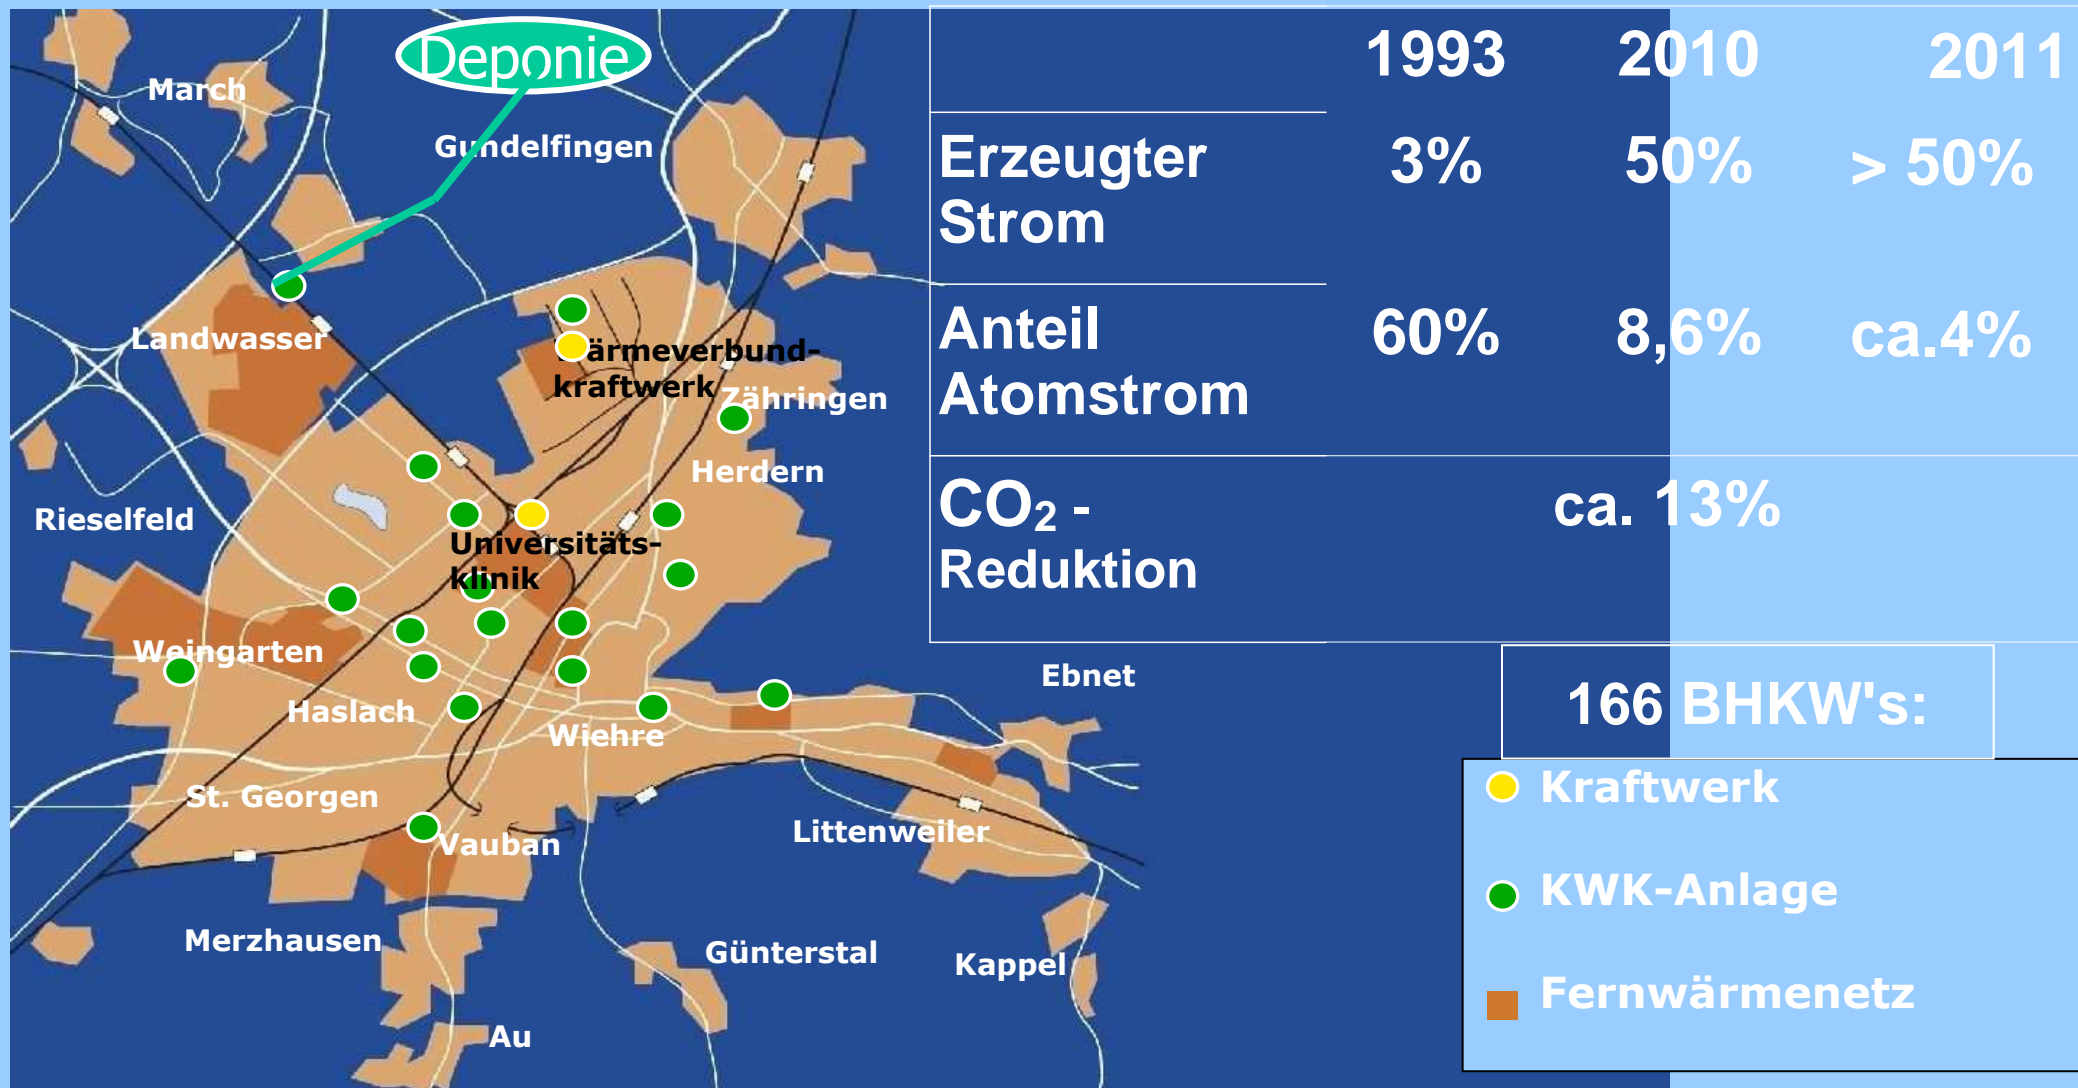 Deponie
March
Gundelfingen
Landwasser
Wärmeverbund-
kraftwerk
Zähringen
Herdern
Rieselfeld
Universitäts-
klinik
Weingarten
Haslach
Wiehre
Ebnet
St. Georgen
Vauban
Littenweiler
Merzhausen
Günterstal
Kappel
Au
1993 2010 2011
Erzeugter
Strom
3% 50% > 50%
Anteil
Atomstrom
60% 8,6% ca.4%
CO₂ -
Reduktion
ca. 13%
166 BHKW's:
Kraftwerk
KWK-Anlage
Fernwärmenetz